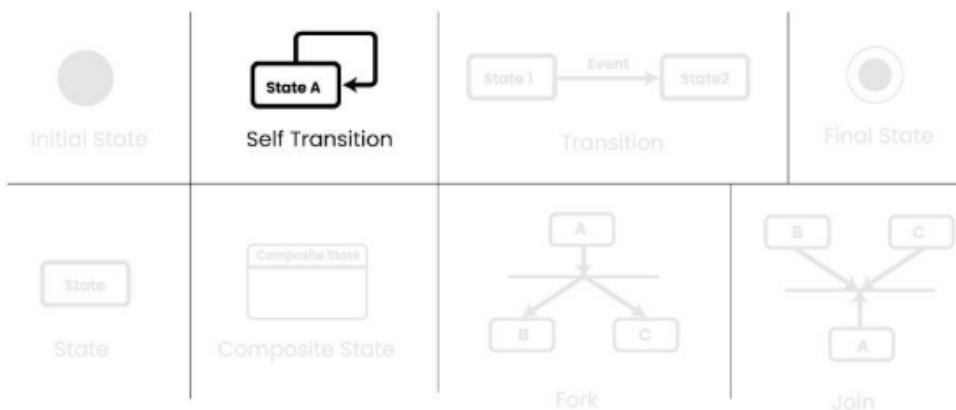 State A
Self Transition
State 1
Event
State2
Transition
Initial State
Final State
State
State
Composite State
Composite State
A
B
C
Fork
B
C
A
Join